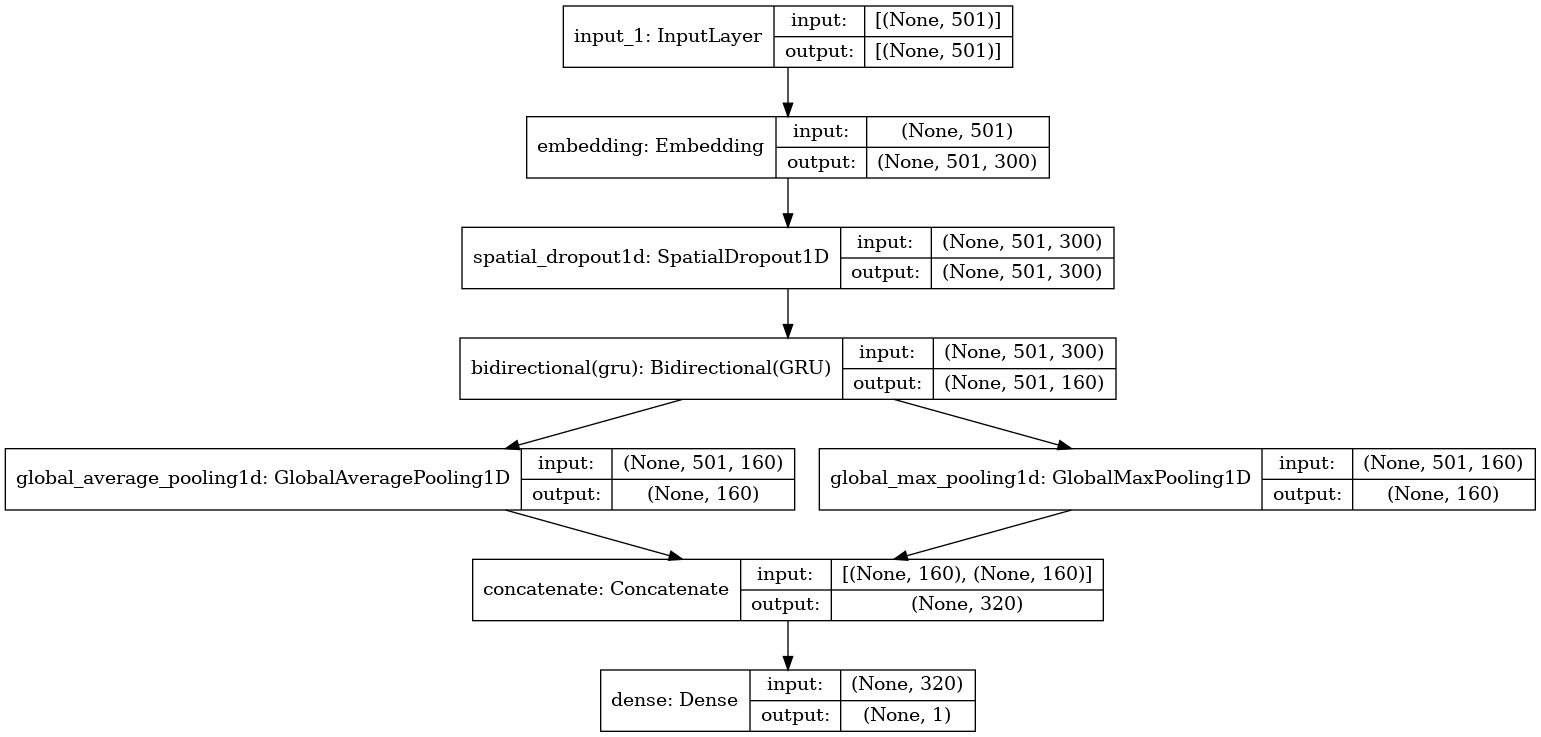 input_1: InputLayer
input: [(None, 501)]
output: [(None, 501)]
embedding: Embedding
input: (None, 501)
output: (None, 501, 300)
spatial_dropout1d: SpatialDropout1D
input: (None, 501, 300)
output: (None, 501, 300)
bidirectional(gru): Bidirectional(GRU)
input: (None, 501, 300)
output: (None, 501, 160)
global_average_pooling1d: GlobalAveragePooling1D
input: (None, 501, 160)
output: (None, 160)
global_max_pooling1d: GlobalMaxPooling1D
input: (None, 501, 160)
output: (None, 160)
concatenate: Concatenate
input: [(None, 160), (None, 160)]
output: (None, 320)
dense: Dense
input: (None, 320)
output: (None, 1)